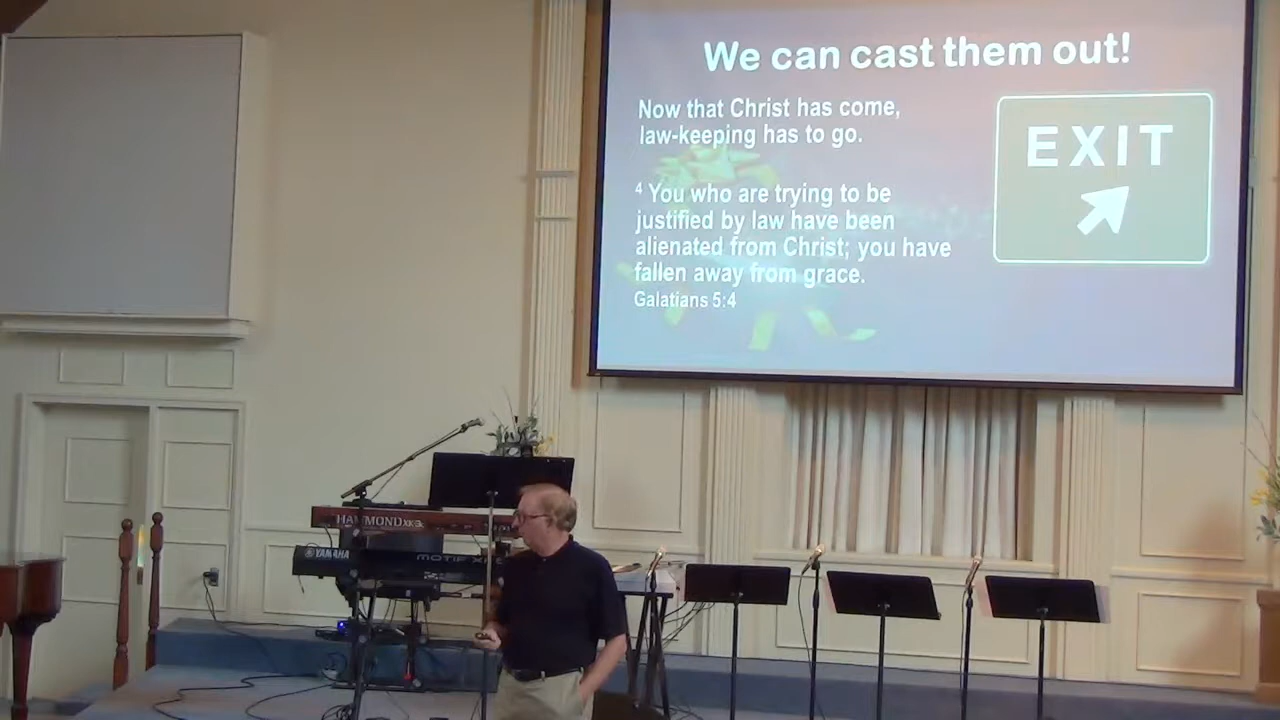 We can cast them out!
Now that Christ has come,
law-keeping has to go.
EXIT
4 You who are trying to be
justified by law have been
alienated from Christ; you have
fallen away from grace.
Galatians 5:4
HAMMOND XK-3c
YAMAHA
MOTIF